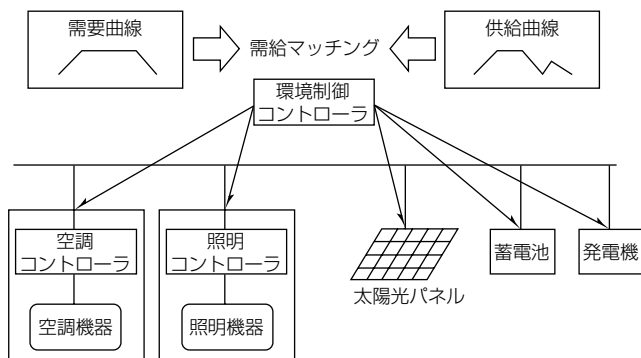 需要曲線
需給マッチング
供給曲線
環境制御
コントローラ
空調
コントローラ
照明
コントローラ
蓄電池
発電機
太陽光パネル
空調機器
照明機器